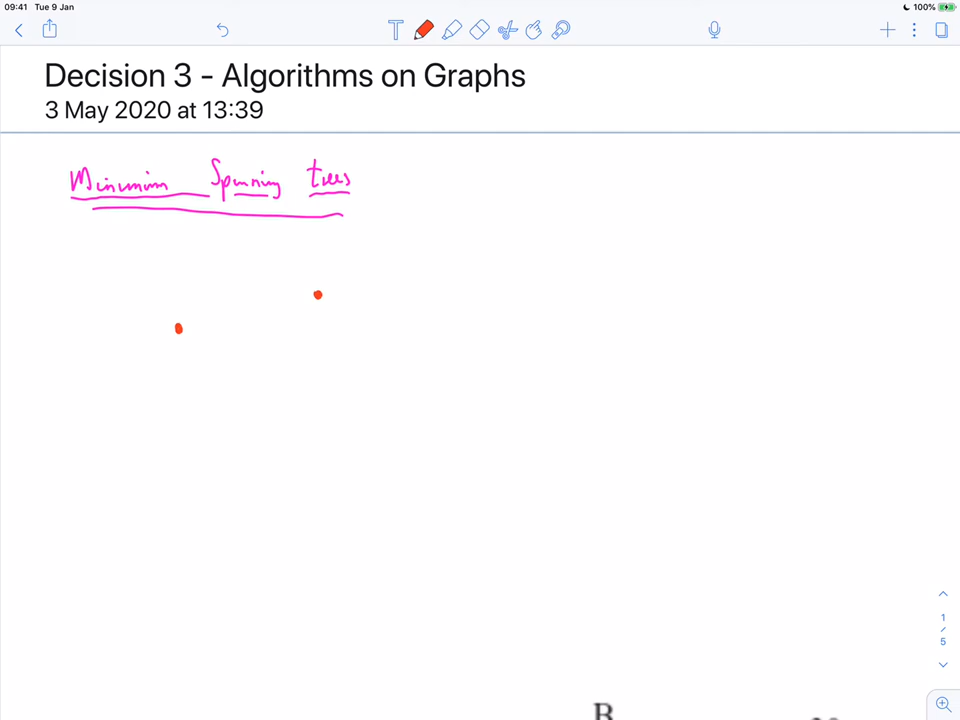 09:41 Tue 9 Jan
100%
T
Decision 3 - Algorithms on Graphs
3 May 2020 at 13:39
Minimum Spanning trees
1
/
5
B